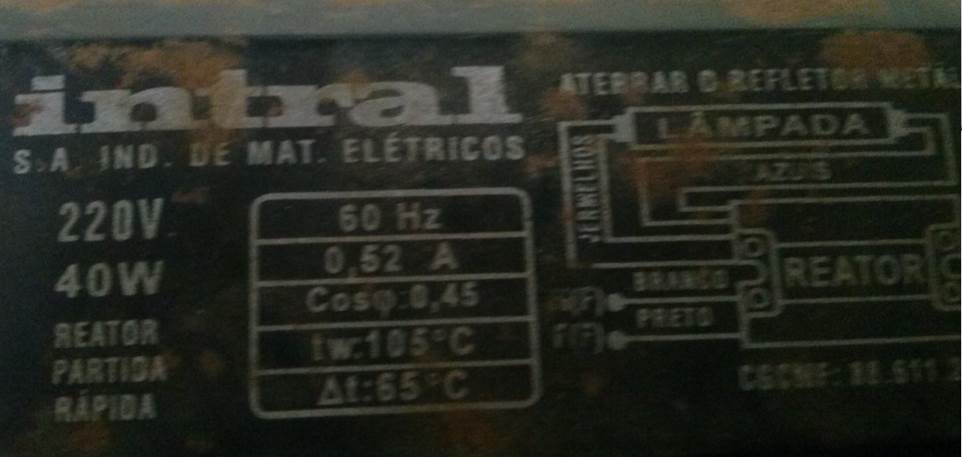 intral
S.A. IND. DE MAT. ELÉTRICOS
220V
40W
REATOR
PARTIDA
RÁPIDA
60 Hz
0,52 A
Cosφ:0,45
tw:105°C
Δt:65°C
ATERRAR O REFLETOR
LÂMPADA
VERMELHOS
AZUIS
REATOR
BRANCO
N(F)
PRETO
F(F)
CGCMF: